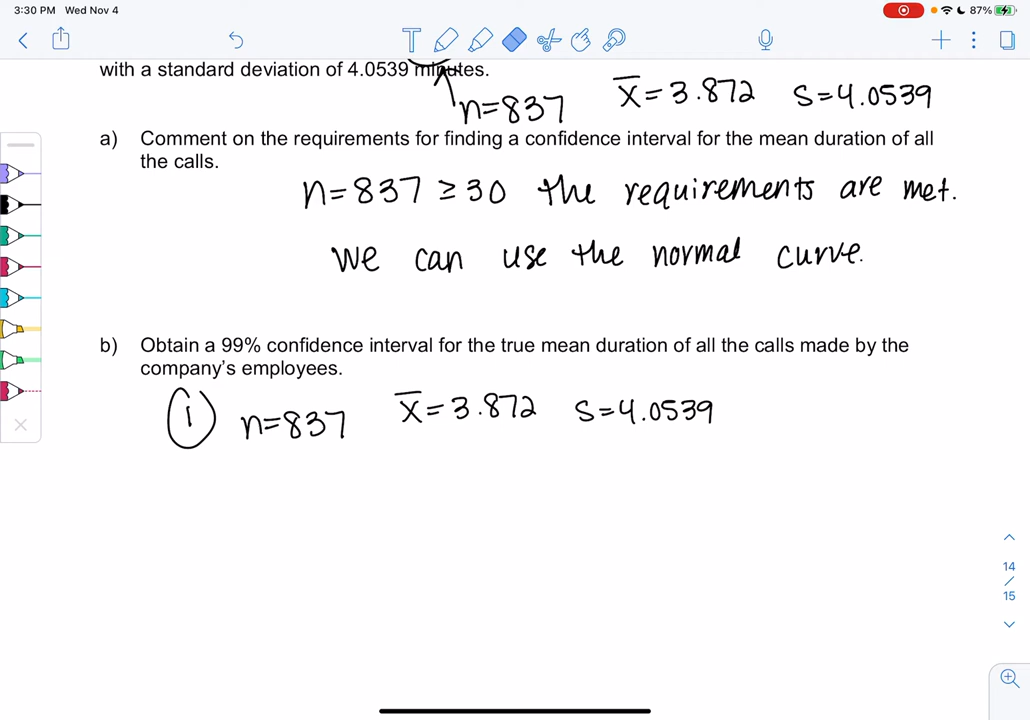 3:30 PM Wed Nov 4
87%
with a standard deviation of 4.0539 minutes.
n=837 x̄=3.872 s=4.0539
a) Comment on the requirements for finding a confidence interval for the mean duration of all
the calls.
n=837 ≥30 the requirements are met.
we can use the normal curve.
b) Obtain a 99% confidence interval for the true mean duration of all the calls made by the
company's employees.
① n=837 x̄=3.872 s=4.0539
14
/
15